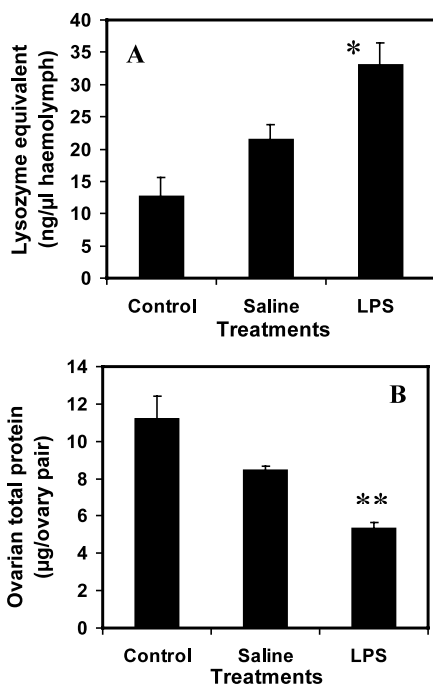 A
*
Lysozyme equivalent
(ng/µl haemolymph)
40
35
30
25
20
15
10
5
0
Control Saline LPS
Treatments
B
**
Ovarian total protein
(µg/ovary pair)
14
12
10
8
6
4
2
0
Control Saline LPS
Treatments